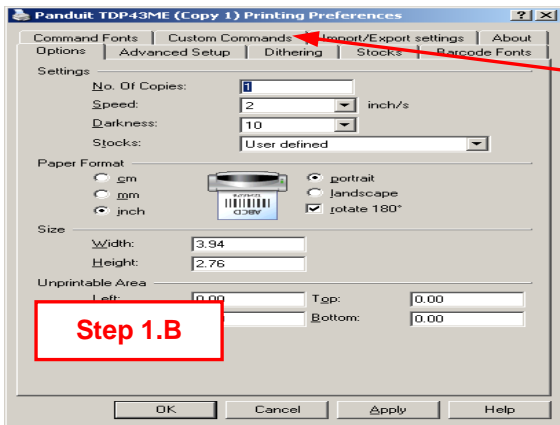 Panduit TDP43ME (Copy 1) Printing Preferences
Command Fonts Custom Commands Import/Export settings About
Options Advanced Setup Dithering Stocks Barcode Fonts
Settings
No. Of Copies: 1
Speed: 2 inch/s
Darkness: 10
Stocks: User defined
Paper Format
cm portrait
mm landscape
inch rotate 180°
ABCD
Size
Width: 3.94
Height: 2.76
Unprintable Area
Left: 0.00 Top: 0.00
Bottom: 0.00
Step 1.B
OK Cancel Apply Help